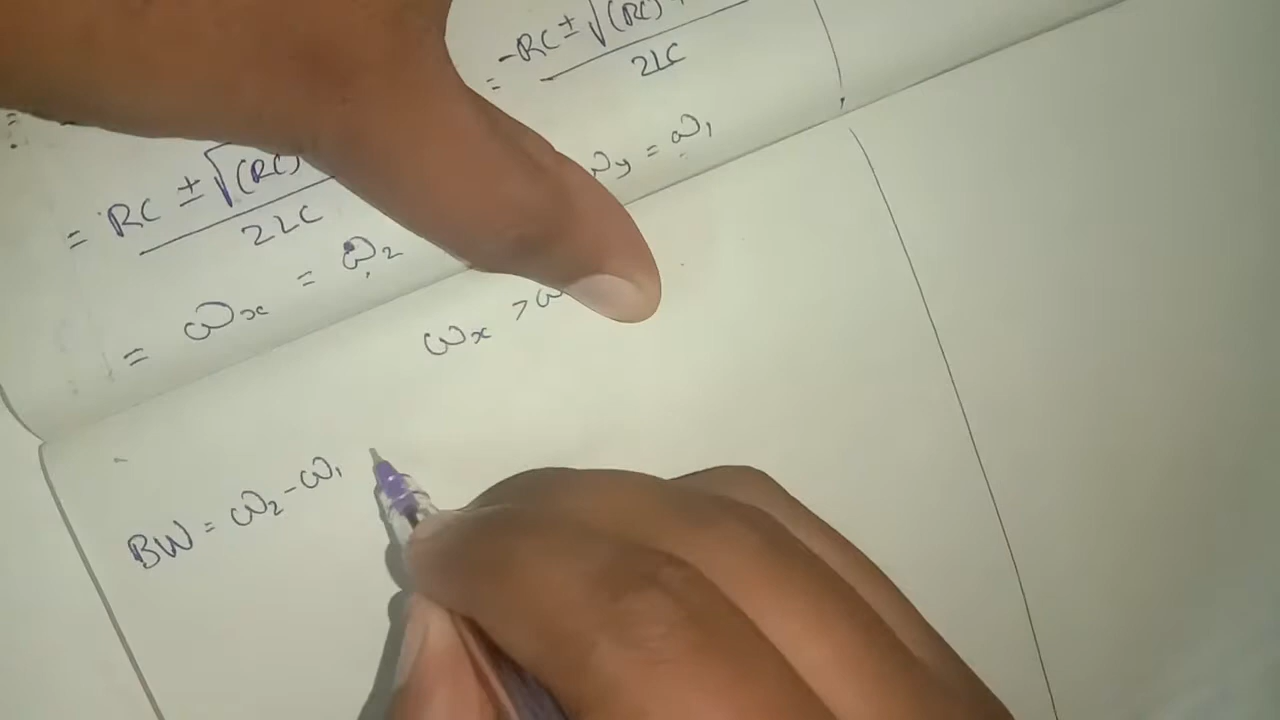 = -RC ± √(RC)
2LC
= RC ± √(RC)
2LC
ωy = ω₁
= ωx = ω₂
ωx > ω
BW = ω₂ - ω₁